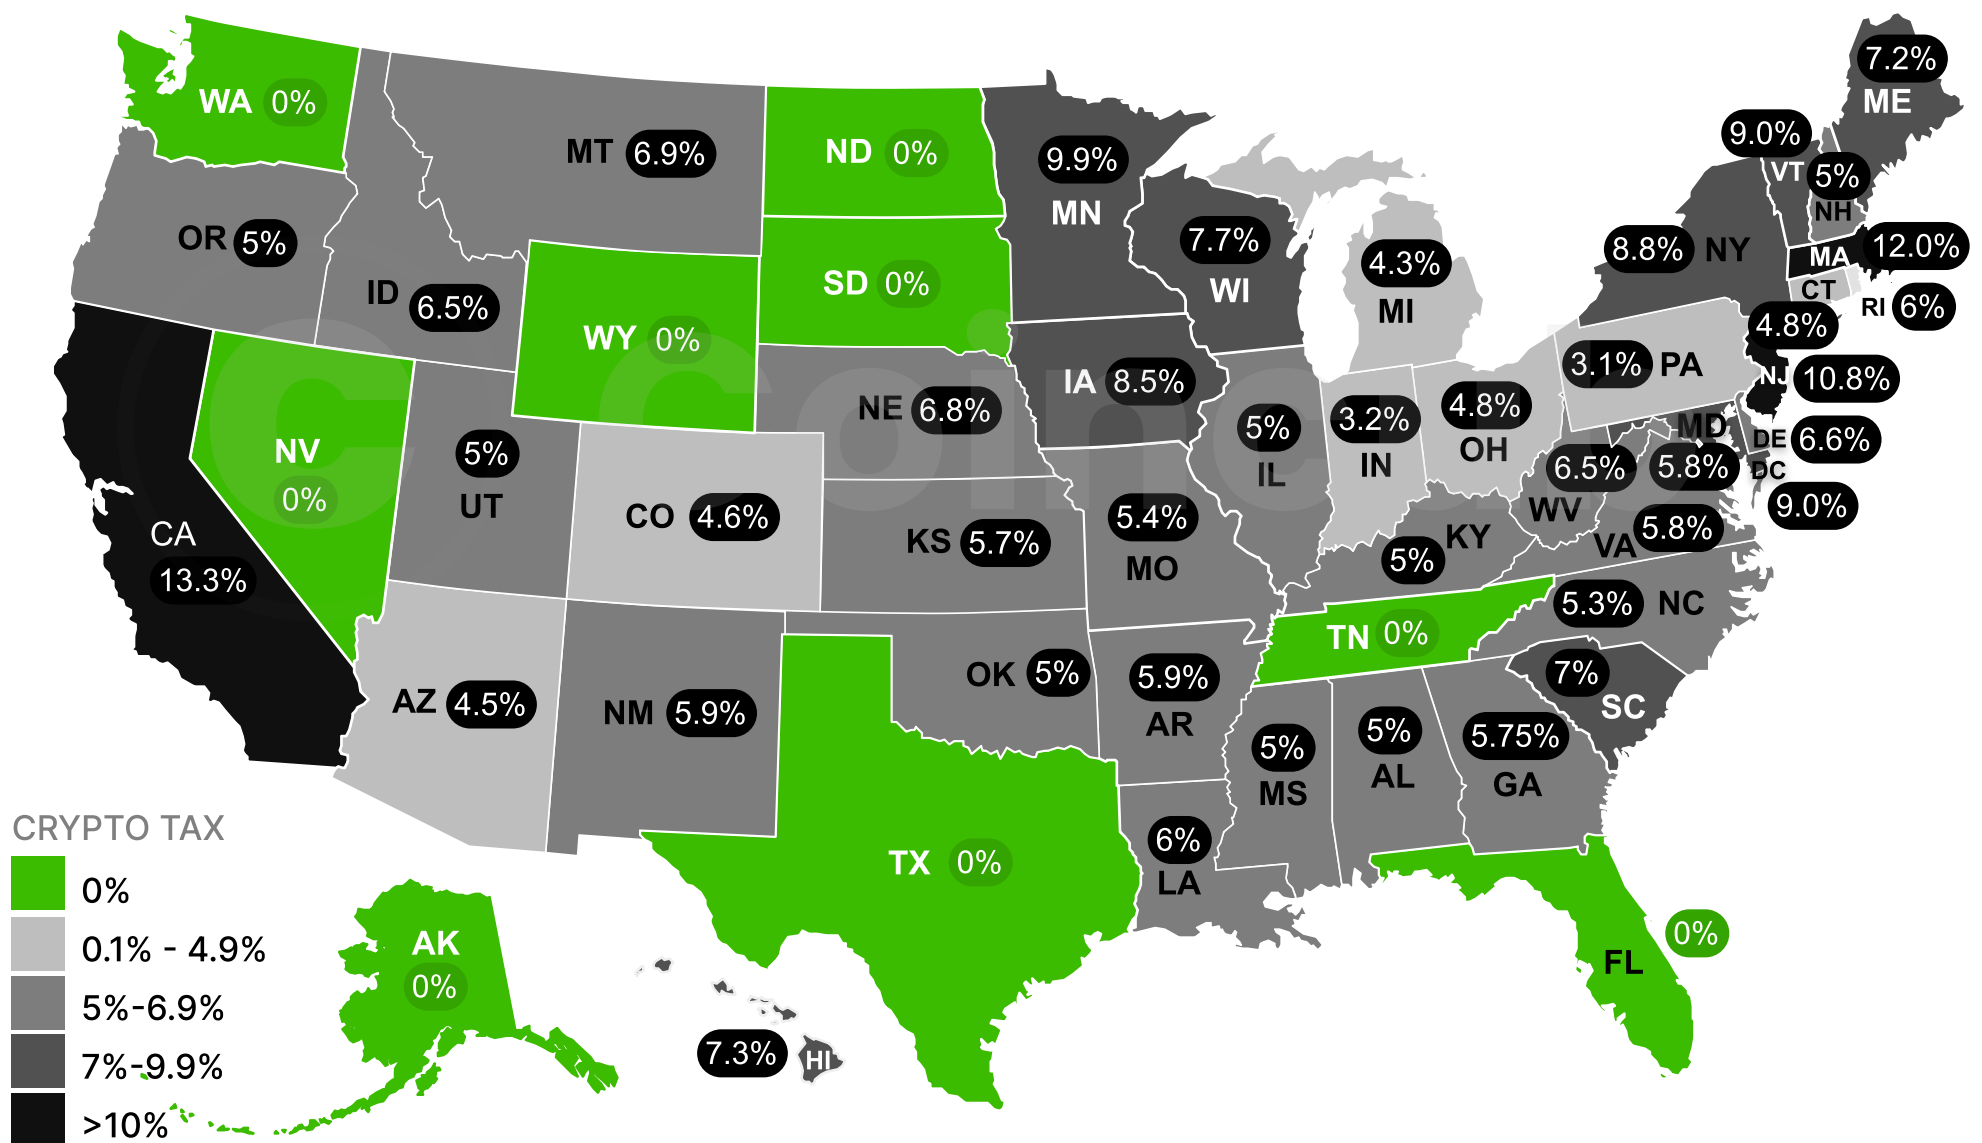 WA 0%
MT 6.9%
ND 0%
9.9%
MN
7.2%
ME
9.0%
VT
5%
NH
OR 5%
ID
6.5%
WY 0%
SD 0%
7.7%
WI
4.3%
MI
8.8% NY
MA 12.0%
CT
RI 6%
4.8%
NV
0%
5%
UT
NE 6.8%
IA 8.5%
5%
IL
3.2%
IN
4.8%
OH
3.1% PA
NJ 10.8%
MD
5.8%
DE 6.6%
DC
9.0%
CA
13.3%
CO 4.6%
KS 5.7%
5.4%
MO
5%
KY
6.5%
WV
VA 5.8%
AZ 4.5%
NM 5.9%
OK 5%
5.9%
AR
TN 0%
5.3% NC
7%
SC
5%
MS
5%
AL
5.75%
GA
TX 0%
6%
LA
FL
0%
AK
0%
7.3%
HI
CRYPTO TAX
0%
0.1% - 4.9%
5%-6.9%
7%-9.9%
>10%